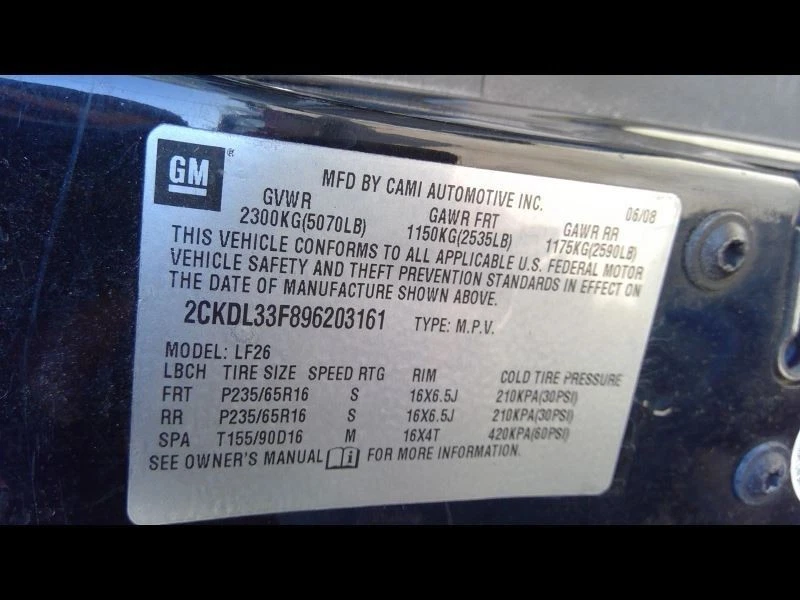 GM ®
MFD BY CAMI AUTOMOTIVE INC.
06/08
GVWR GAWR FRT GAWR RR
2300KG(5070LB) 1150KG(2535LB) 1175KG(2590LB)
THIS VEHICLE CONFORMS TO ALL APPLICABLE U.S. FEDERAL MOTOR
VEHICLE SAFETY AND THEFT PREVENTION STANDARDS IN EFFECT ON
THE DATE OF MANUFACTURE SHOWN ABOVE.
2CKDL33F896203161 TYPE: M.P.V.
MODEL: LF26
LBCH TIRE SIZE SPEED RTG RIM COLD TIRE PRESSURE
FRT P235/65R16 S 16X6.5J 210KPA(30PSI)
RR P235/65R16 S 16X6.5J 210KPA(30PSI)
SPA T155/90D16 M 16X4T 420KPA(60PSI)
SEE OWNER'S MANUAL i FOR MORE INFORMATION.